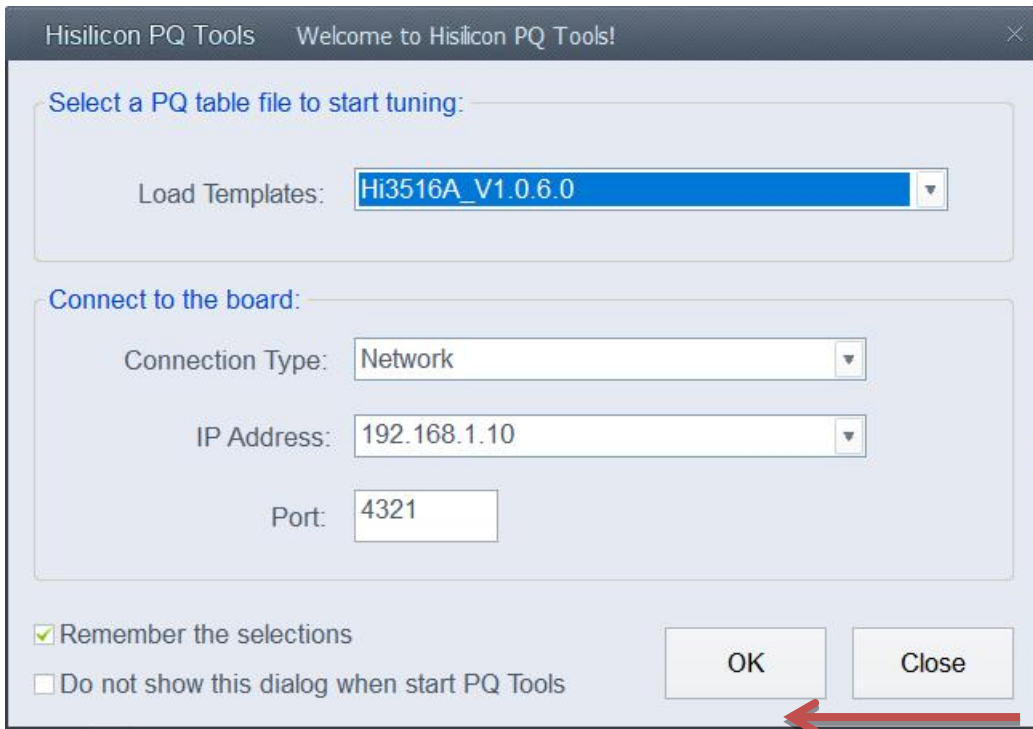 Hisilicon PQ Tools Welcome to Hisilicon PQ Tools!
Select a PQ table file to start tuning:
Load Templates: Hi3516A_V1.0.6.0
Connect to the board:
Connection Type: Network
IP Address: 192.168.1.10
Port: 4321
Remember the selections
Do not show this dialog when start PQ Tools
OK Close